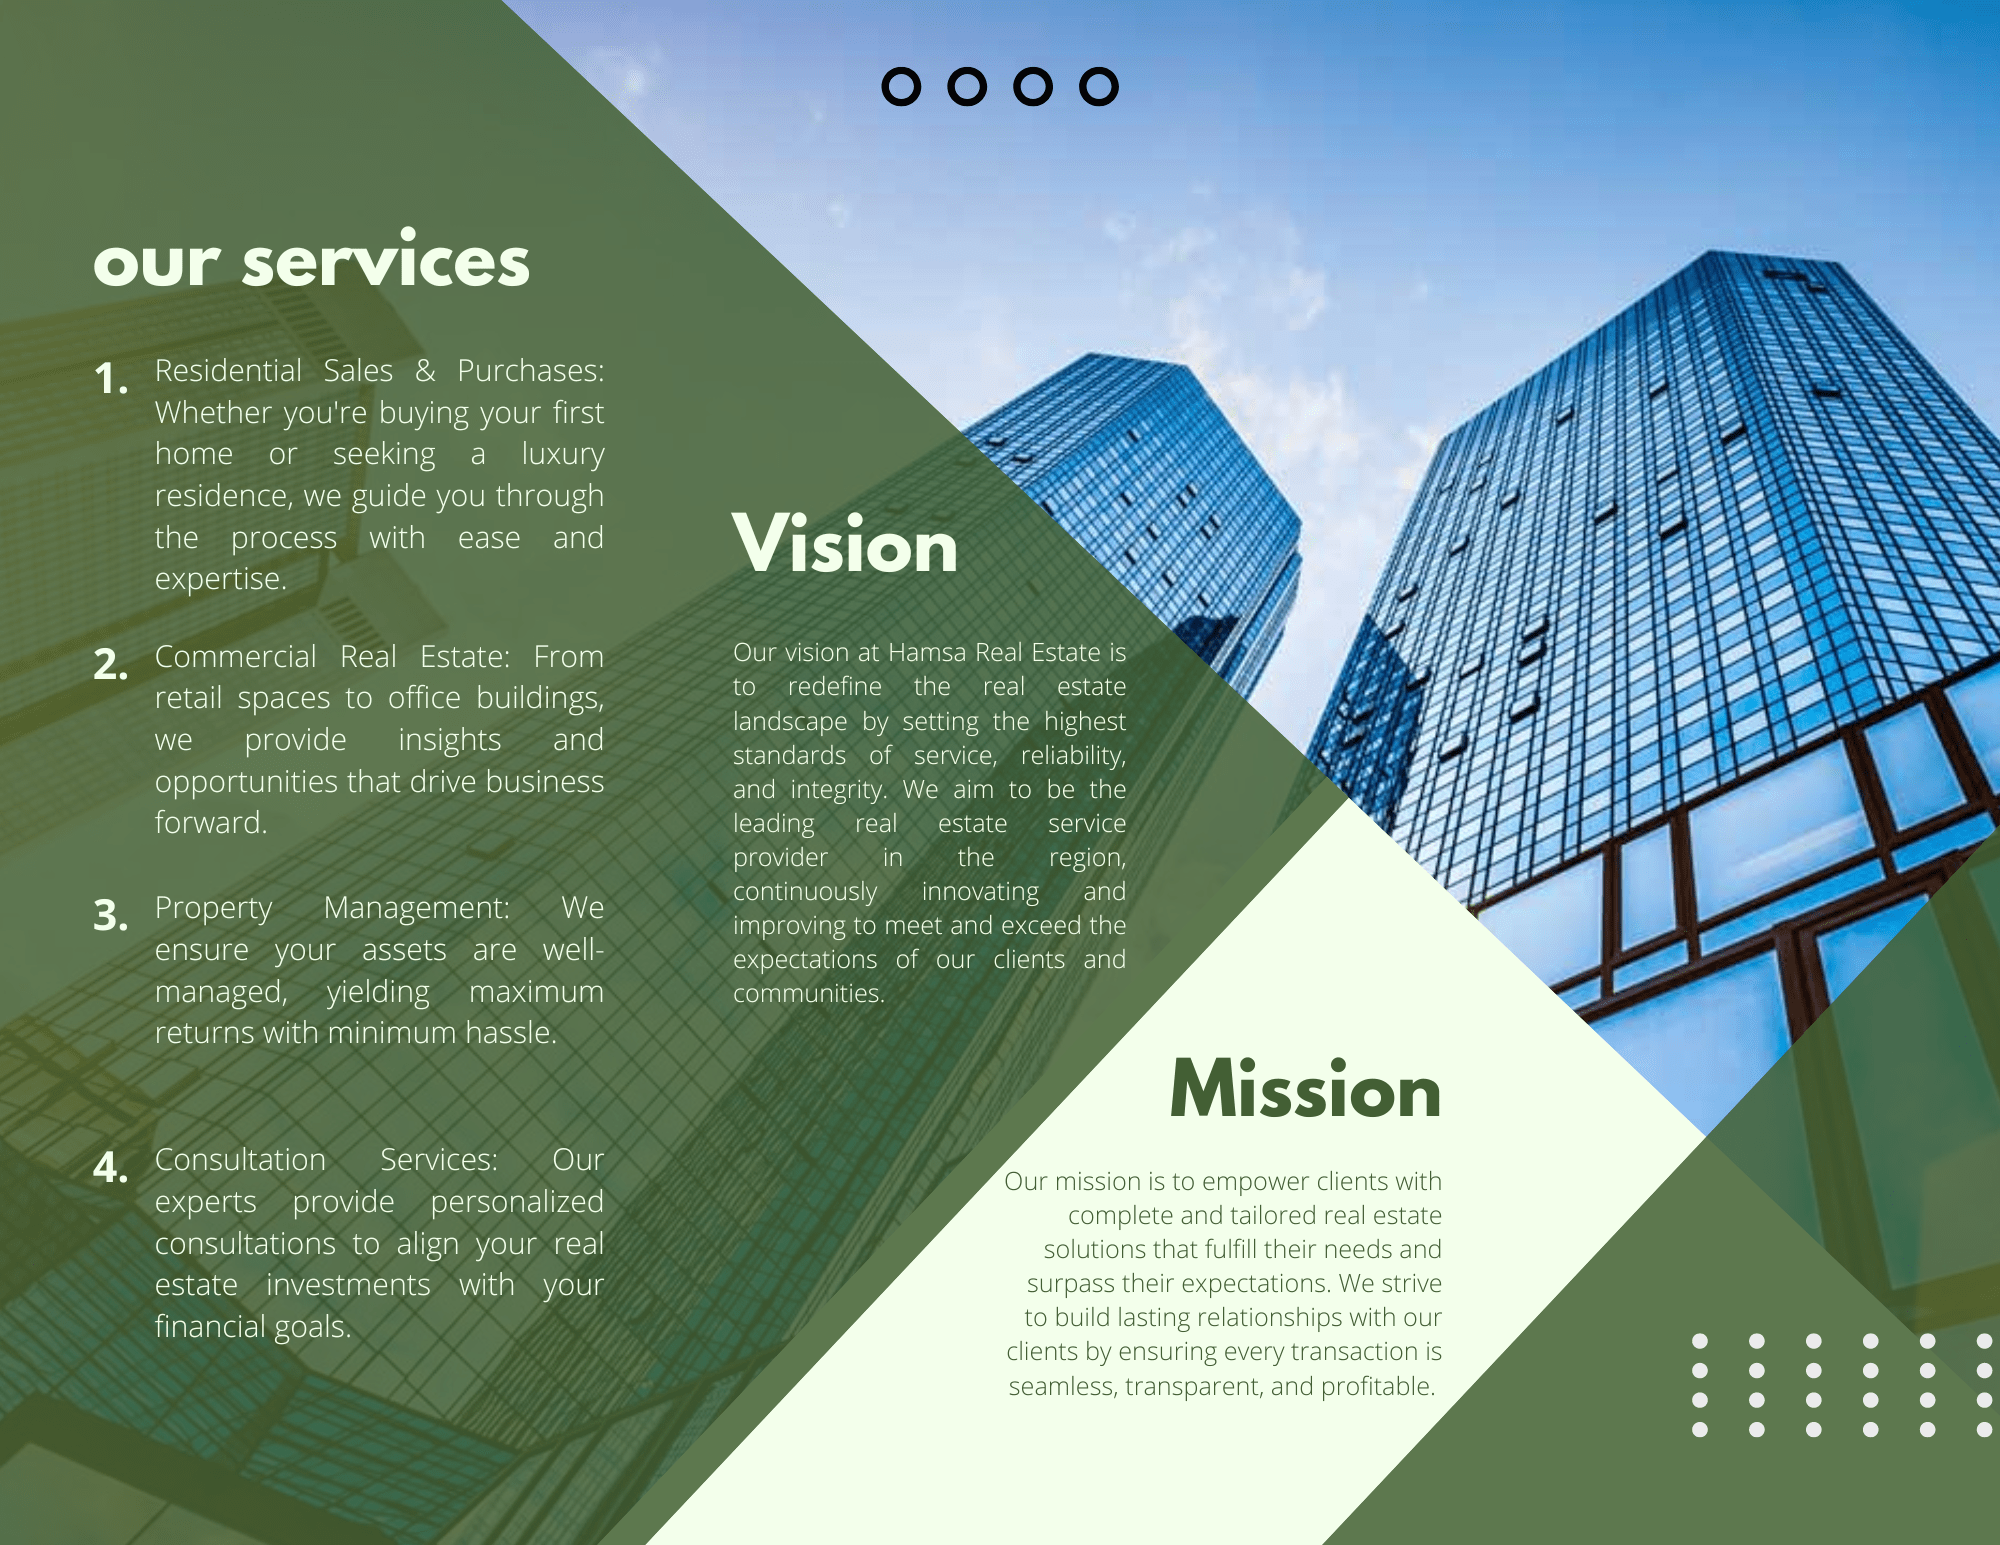 our services
1.
Residential Sales & Purchases:
Whether you're buying your first
home or seeking a luxury
residence, we guide you through
the process with ease and
expertise.
2.
Commercial Real Estate: From
retail spaces to office buildings,
we provide insights and
opportunities that drive business
forward.
3.
Property Management: We
ensure your assets are well-
managed, yielding maximum
returns with minimum hassle.
4.
Consultation Services: Our
experts provide personalized
consultations to align your real
estate investments with your
financial goals.
Vision
Our vision at Hamsa Real Estate is
to redefine the real estate
landscape by setting the highest
standards of service, reliability,
and integrity. We aim to be the
leading real estate service
provider in the region,
continuously innovating and
improving to meet and exceed the
expectations of our clients and
communities.
Mission
Our mission is to empower clients with
complete and tailored real estate
solutions that fulfill their needs and
surpass their expectations. We strive
to build lasting relationships with our
clients by ensuring every transaction is
seamless, transparent, and profitable.